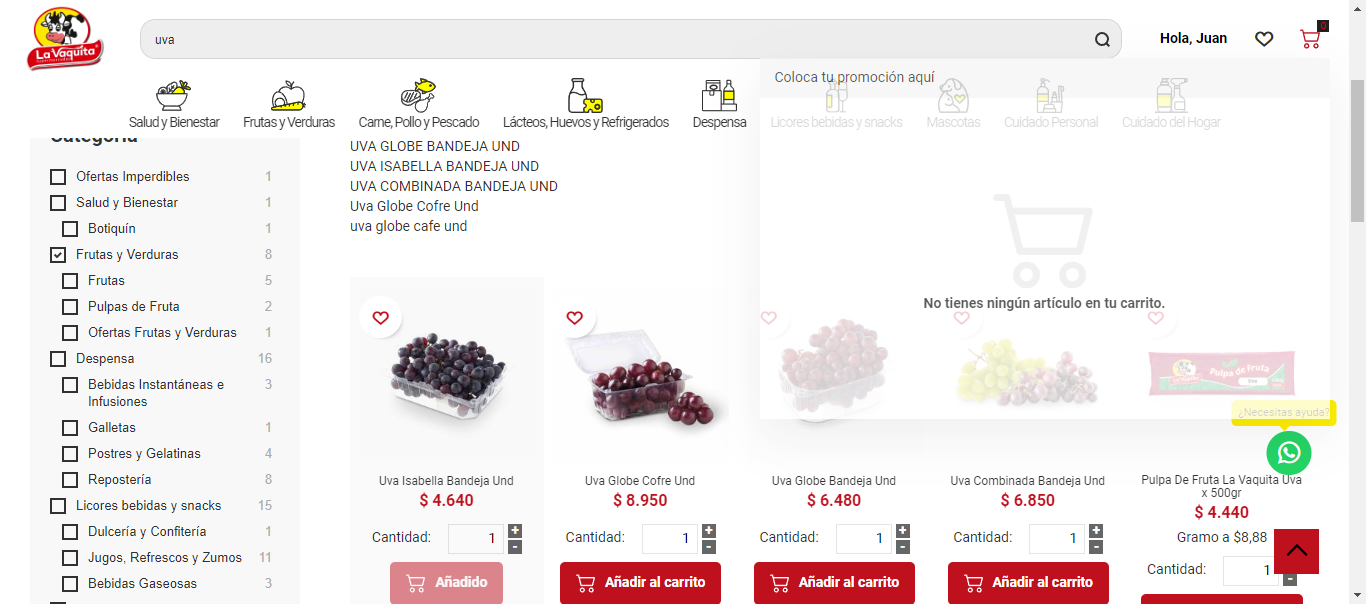 La Vaquita
supermercados
uva
Hola, Juan
0
Coloca tu promoción aquí
Salud y Bienestar
Frutas y Verduras
Carne, Pollo y Pescado
Lácteos, Huevos y Refrigerados
Despensa
Licores bebidas y snacks
Mascotas
Cuidado Personal
Cuidado del Hogar
Categoría
Ofertas Imperdibles 1
Salud y Bienestar 1
Botiquín 1
Frutas y Verduras 8
Frutas 5
Pulpas de Fruta 2
Ofertas Frutas y Verduras 1
Despensa 16
Bebidas Instantáneas e 3
Infusiones
Galletas 1
Postres y Gelatinas 4
Repostería 8
Licores bebidas y snacks 15
Dulcería y Confitería 1
Jugos, Refrescos y Zumos 11
Bebidas Gaseosas 3
UVA GLOBE BANDEJA UND
UVA ISABELLA BANDEJA UND
UVA COMBINADA BANDEJA UND
Uva Globe Cofre Und
uva globe cafe und
No tienes ningún artículo en tu carrito.
Pulpa de Fruta
¿Necesitas ayuda?
Uva Isabella Bandeja Und
$ 4.640
Cantidad: 1 + -
Añadido
Uva Globe Cofre Und
$ 8.950
Cantidad: 1 + -
Añadir al carrito
Uva Globe Bandeja Und
$ 6.480
Cantidad: 1 + -
Añadir al carrito
Uva Combinada Bandeja Und
$ 6.850
Cantidad: 1 + -
Añadir al carrito
Pulpa De Fruta La Vaquita Uva
x 500gr
$ 4.440
Gramo a $8,88
Cantidad: 1 -